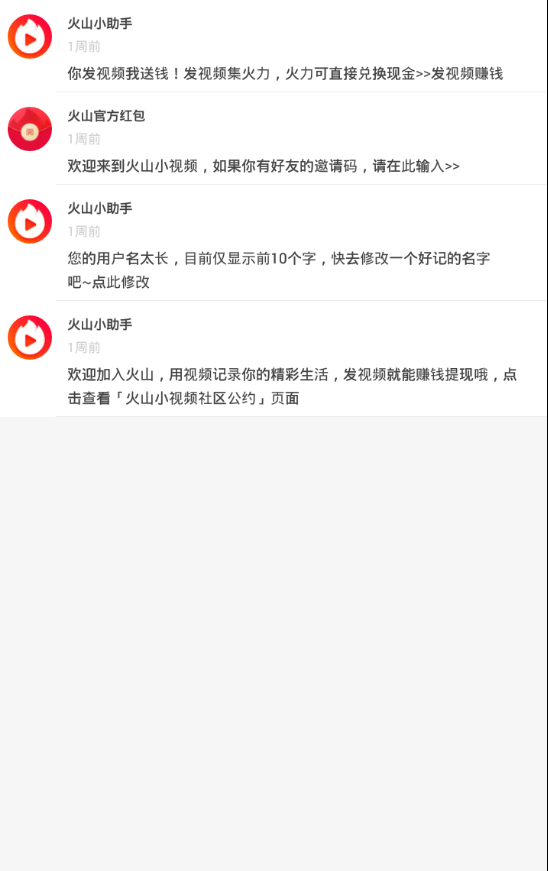 火山小助手
1周前
你发视频我送钱！发视频集火力，火力可直接兑换现金>>发视频赚钱
火山官方红包
1周前
欢迎来到火山小视频，如果你有好友的邀请码，请在此输入>>
火山小助手
1周前
您的用户名太长，目前仅显示前10个字，快去修改一个好记的名字
吧~点此修改
火山小助手
1周前
欢迎加入火山，用视频记录你的精彩生活，发视频就能赚钱提现哦，点
击查看「火山小视频社区公约」页面